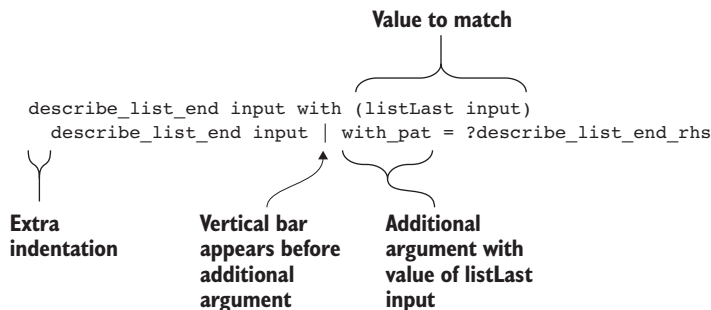 Value to match
describe_list_end input with (listLast input)
describe_list_end input | with_pat = ?describe_list_end_rhs
Extra
indentation
Vertical bar
appears before
additional
argument
Additional
argument with
value of listLast
input